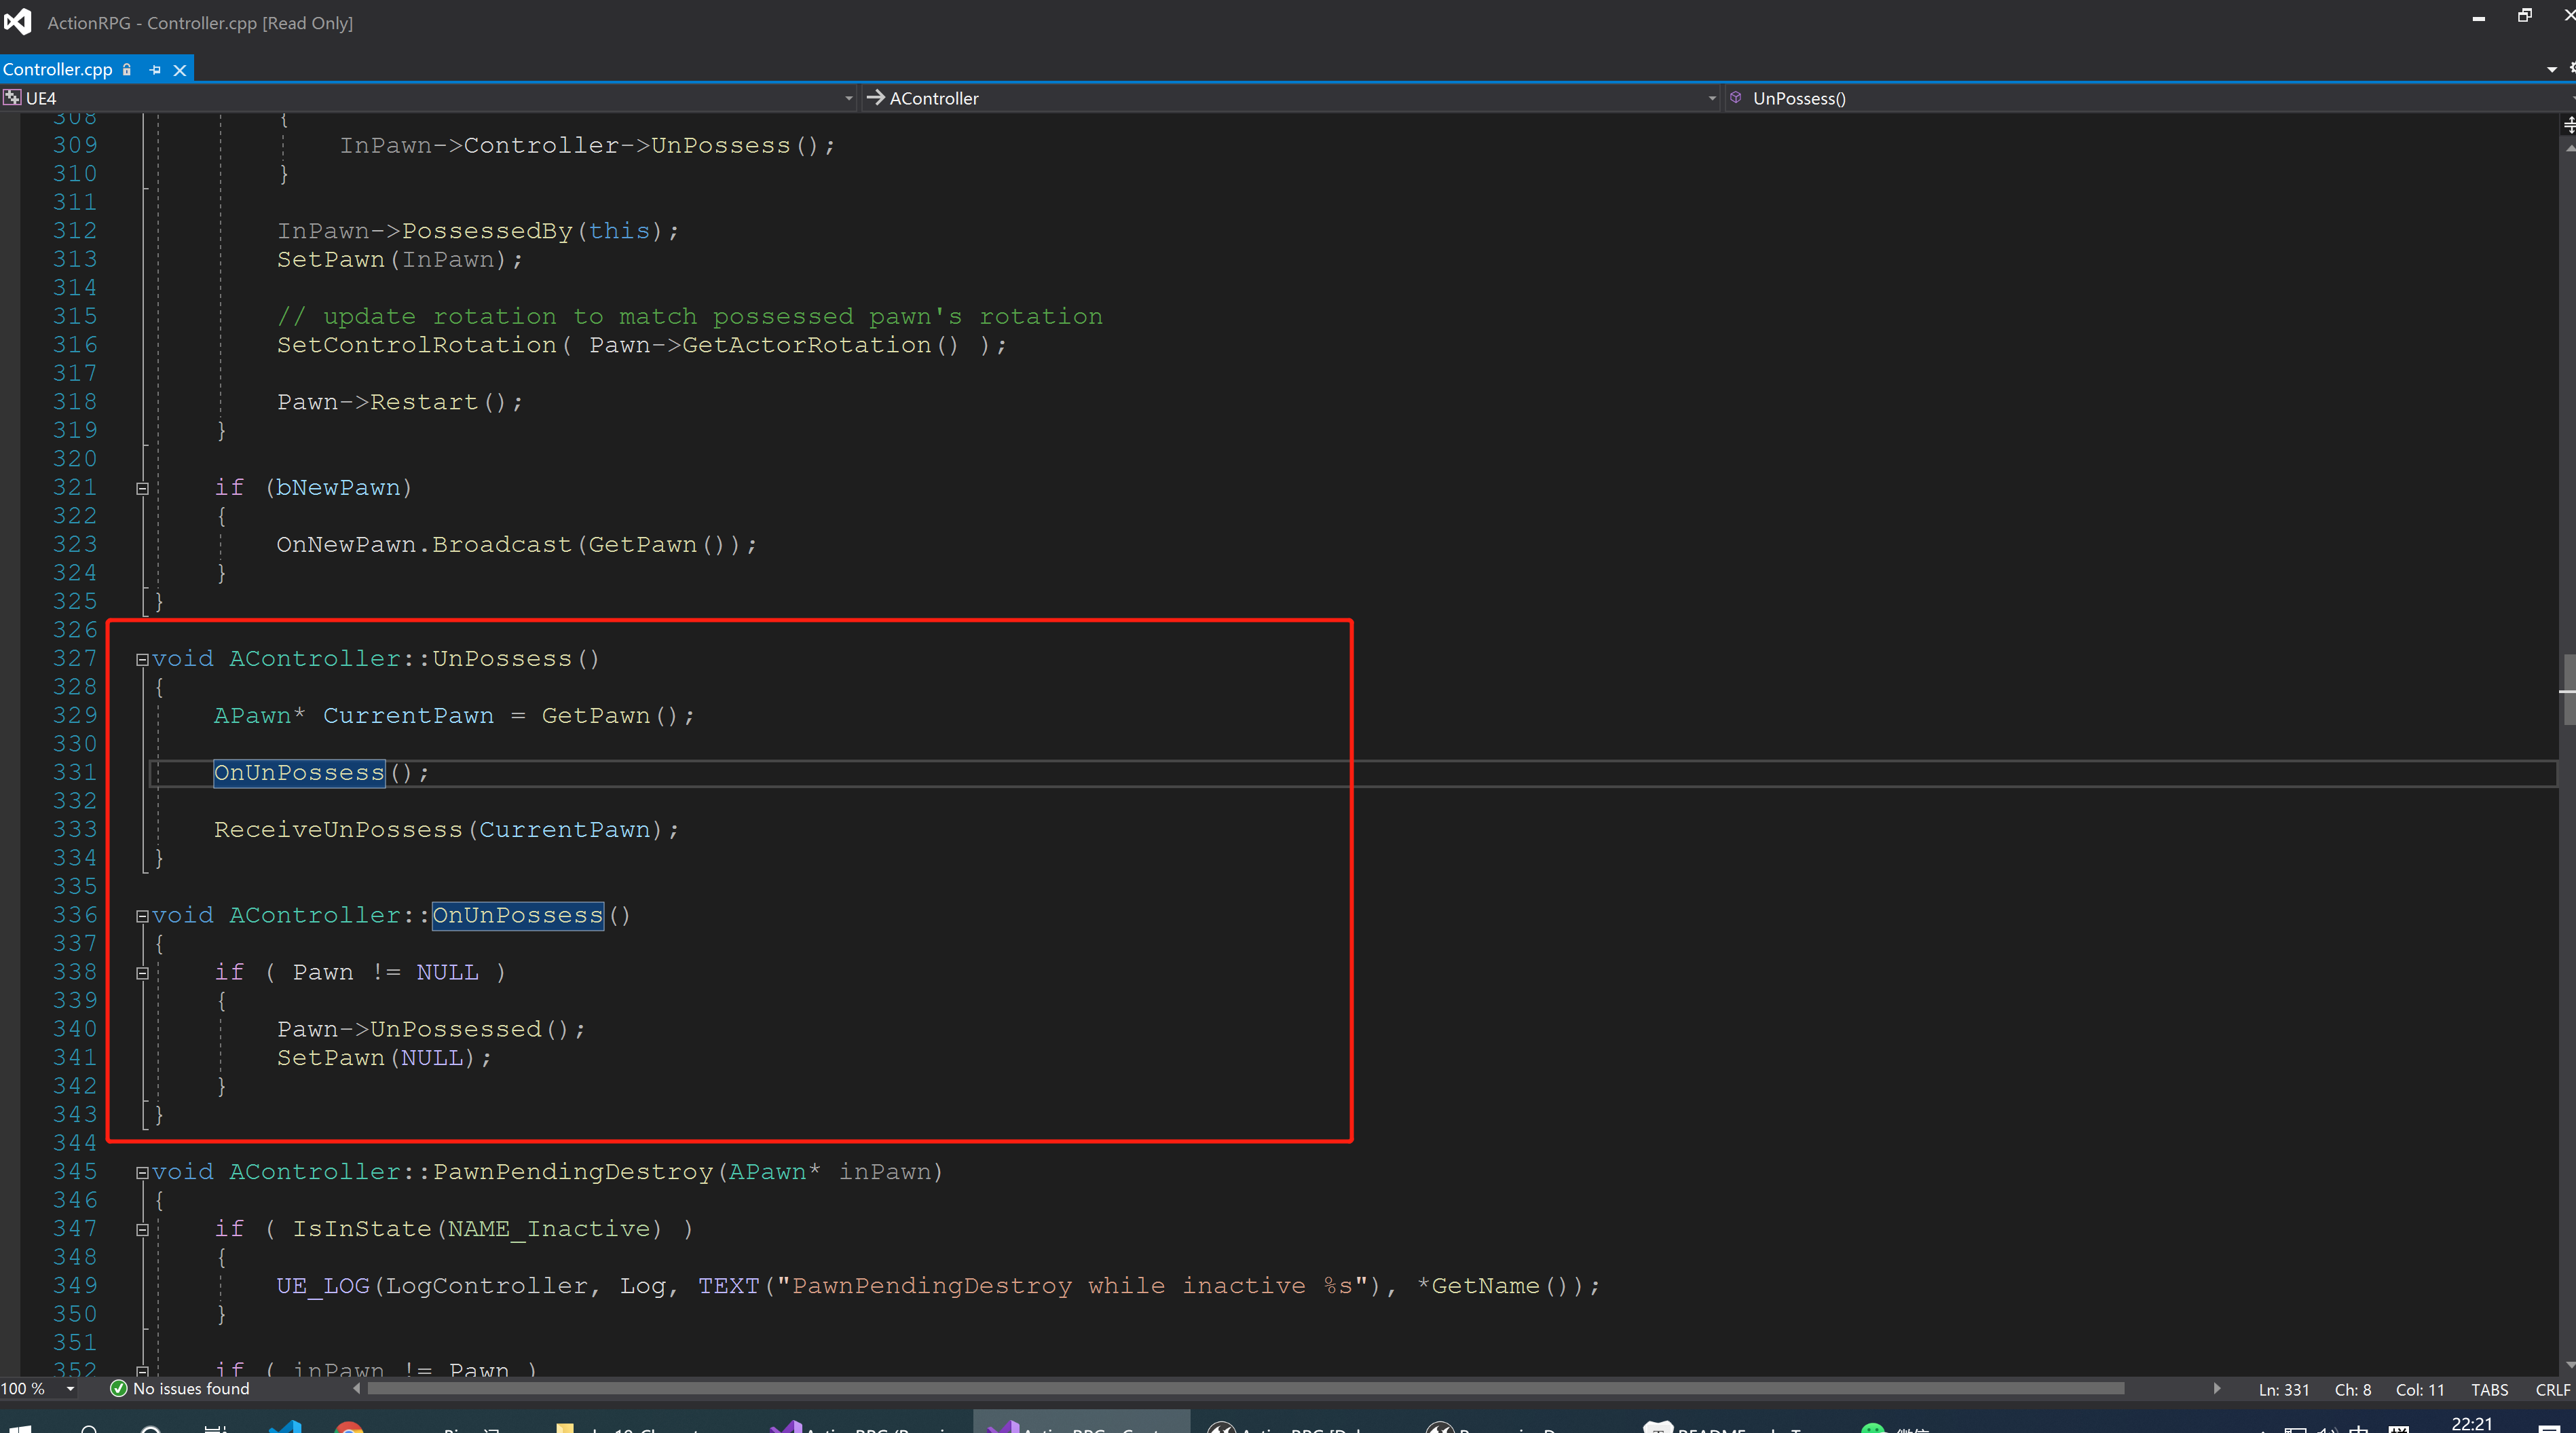 ActionRPG - Controller.cpp [Read Only]
Controller.cpp
UE4
AController
UnPossess()
308 {
309 InPawn->Controller->UnPossess();
310 }
311
312 InPawn->PossessedBy(this);
313 SetPawn(InPawn);
314
315 // update rotation to match possessed pawn's rotation
316 SetControlRotation( Pawn->GetActorRotation() );
317
318 Pawn->Restart();
319 }
320
321 if (bNewPawn)
322 {
323 OnNewPawn.Broadcast(GetPawn());
324 }
325 }
326
327 void AController::UnPossess()
328 {
329 APawn* CurrentPawn = GetPawn();
330
331 OnUnPossess();
332
333 ReceiveUnPossess(CurrentPawn);
334 }
335
336 void AController::OnUnPossess()
337 {
338 if ( Pawn != NULL )
339 {
340 Pawn->UnPossessed();
341 SetPawn(NULL);
342 }
343 }
344
345 void AController::PawnPendingDestroy(APawn* inPawn)
346 {
347 if ( IsInState(NAME_Inactive) )
348 {
349 UE_LOG(LogController, Log, TEXT("PawnPendingDestroy while inactive %s"), *GetName());
350 }
351
352 if ( inPawn != Pawn )
100 %
No issues found
Ln: 331 Ch: 8 Col: 11 TABS CRLF
22:21